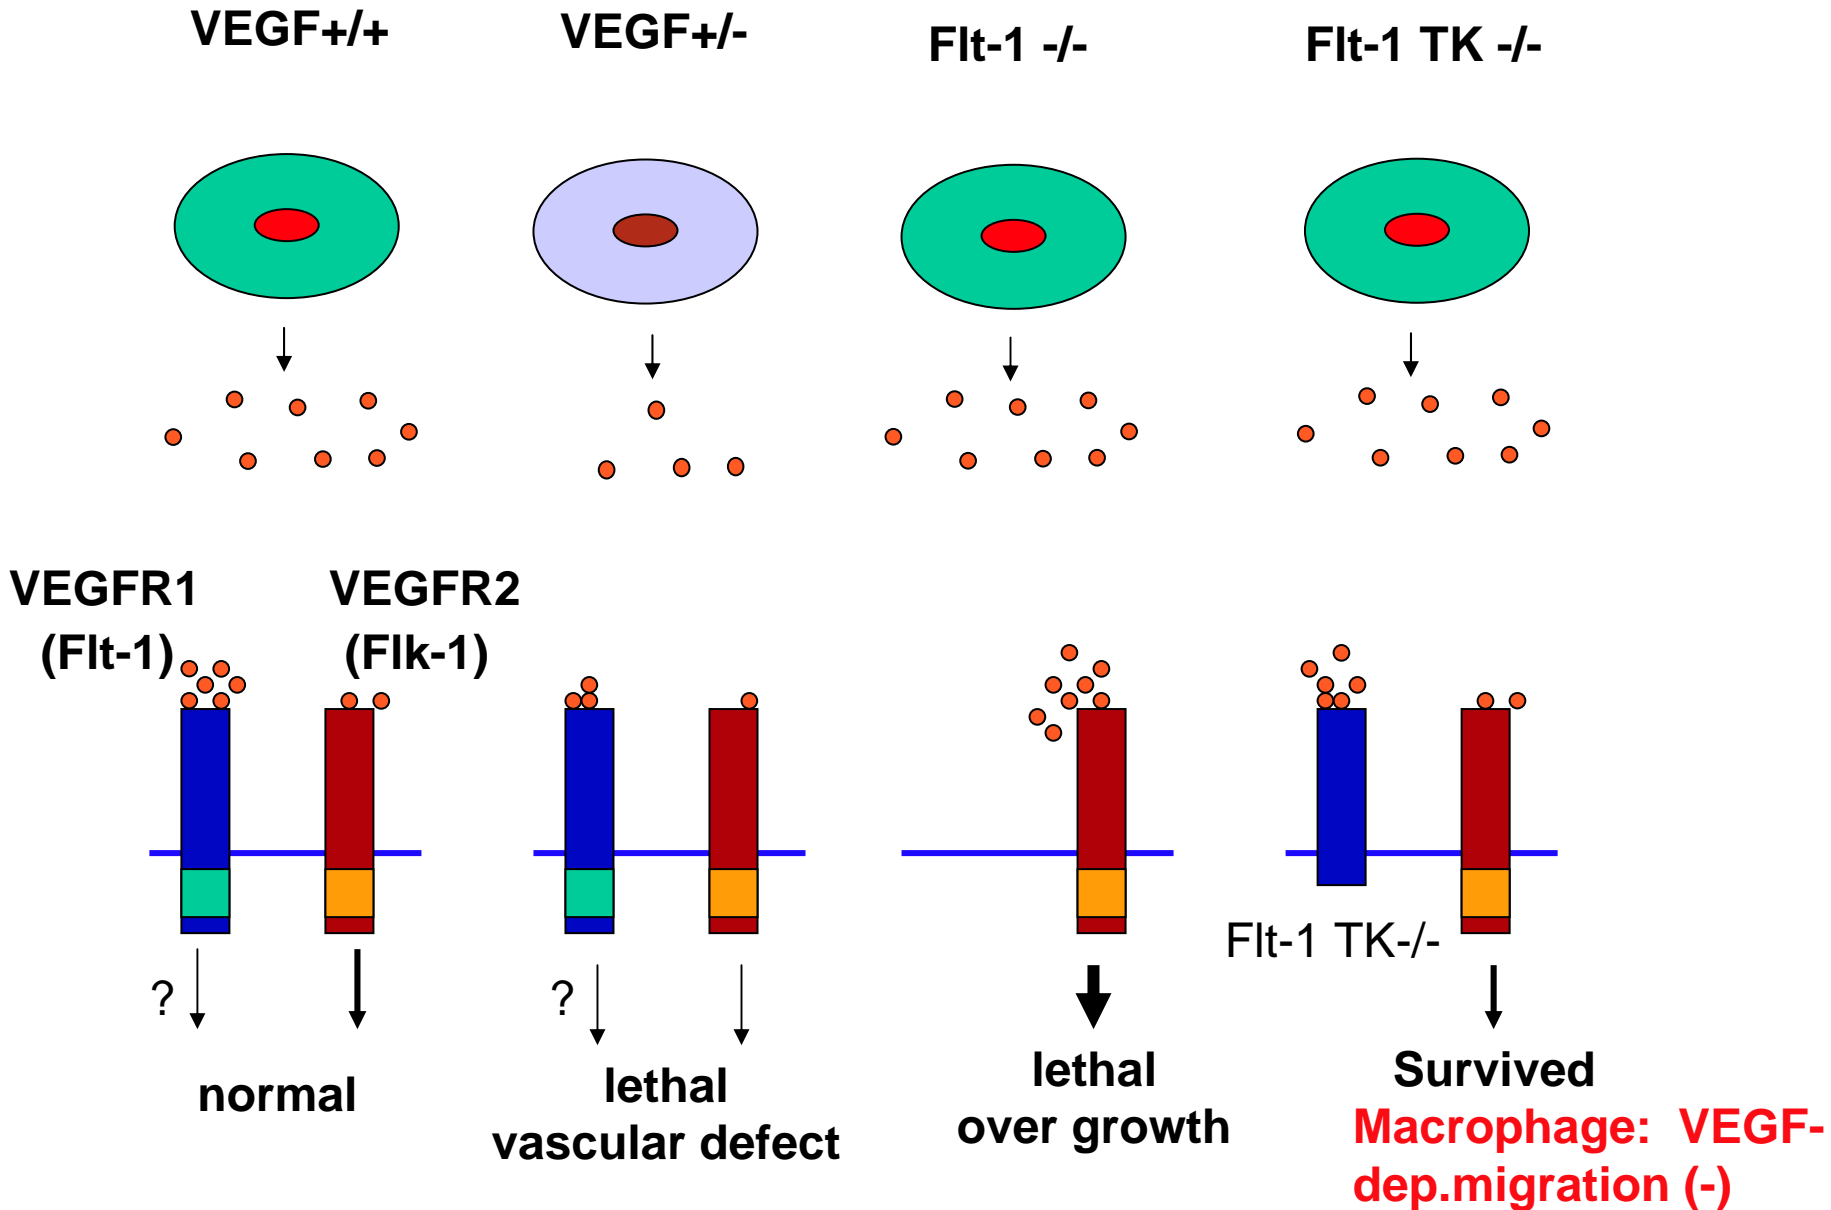 VEGF+/+
VEGF+/-
Flt-1 -/-
Flt-1 TK -/-
VEGFR1
(Flt-1)
VEGFR2
(Flk-1)
Flt-1 TK-/-
?
?
normal
lethal
vascular defect
lethal
over growth
Survived
Macrophage: VEGF-
dep.migration (-)